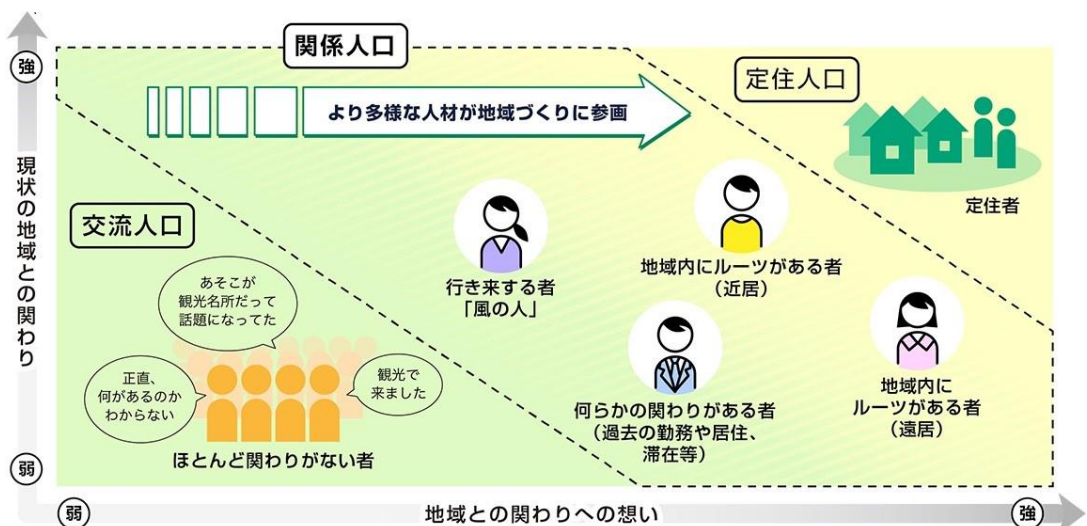 強
関係人口
定住人口
より多様な人材が地域づくりに参画
現状の地域との関わり
交流人口
定住者
行き来する者
「風の人」
地域内にルーツがある者
（近居）
あそこが
観光名所だって
話題になってた
正直、
何があるのか
わからない
観光で
来ました
ほとんど関わりがない者
何らかの関わりがある者
（過去の勤務や居住、
滞在等）
地域内に
ルーツがある者
（遠居）
弱
弱
地域との関わりへの想い
強